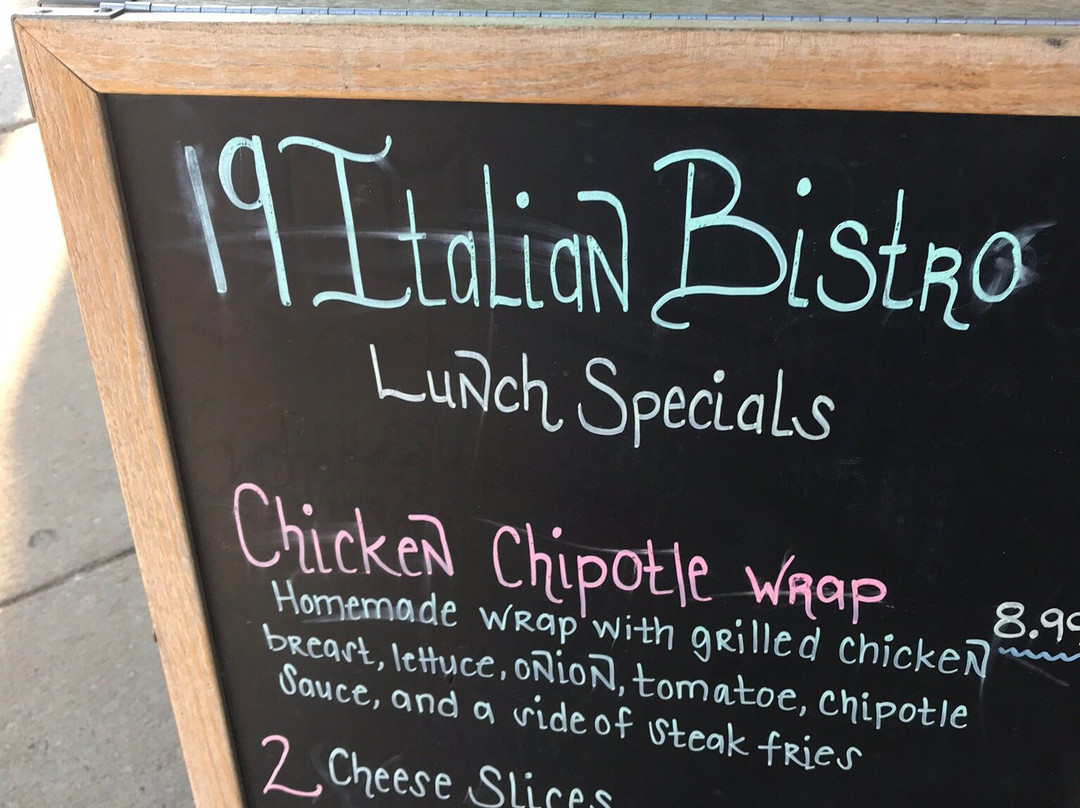 19 Italian Bistro
Lunch Specials
Chicken Chipotle Wrap
Homemade wrap with grilled chicken
8.99
breast, lettuce, onion, tomatoe, chipotle
sauce, and a side of steak fries
2 Cheese Slices